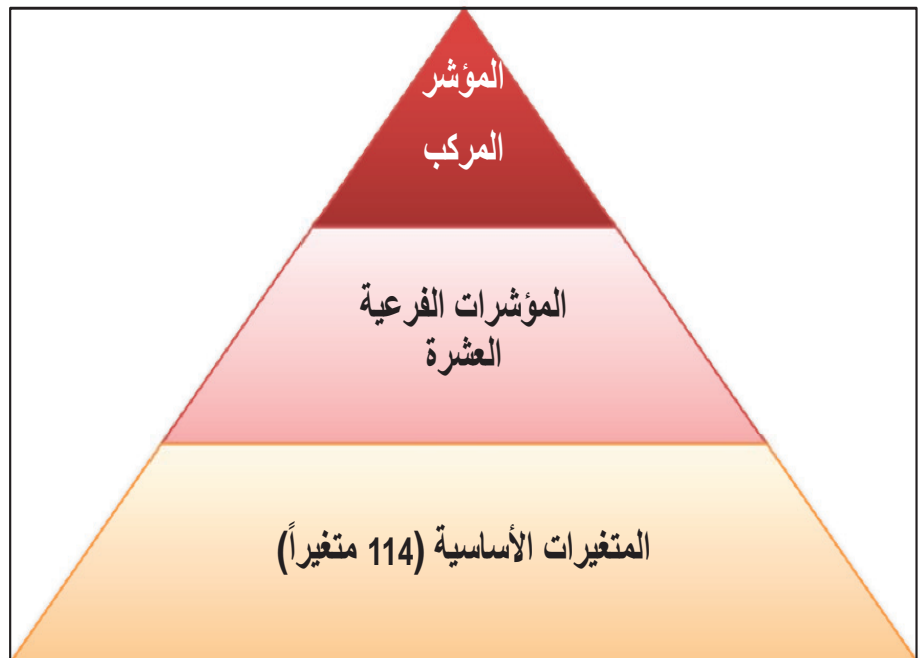 المؤشر
المركب
المؤشرات الفرعية
العشرة
المتغيرات الأساسية (114 متغيراً)